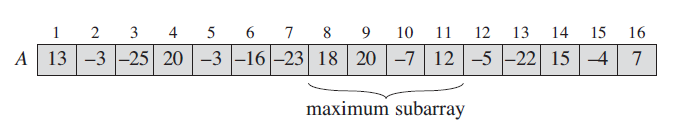 1 2 3 4 5 6 7 8 9 10 11 12 13 14 15 16
A 13 –3 –25 20 –3 –16 –23 18 20 –7 12 –5 –22 15 –4 7
maximum subarray